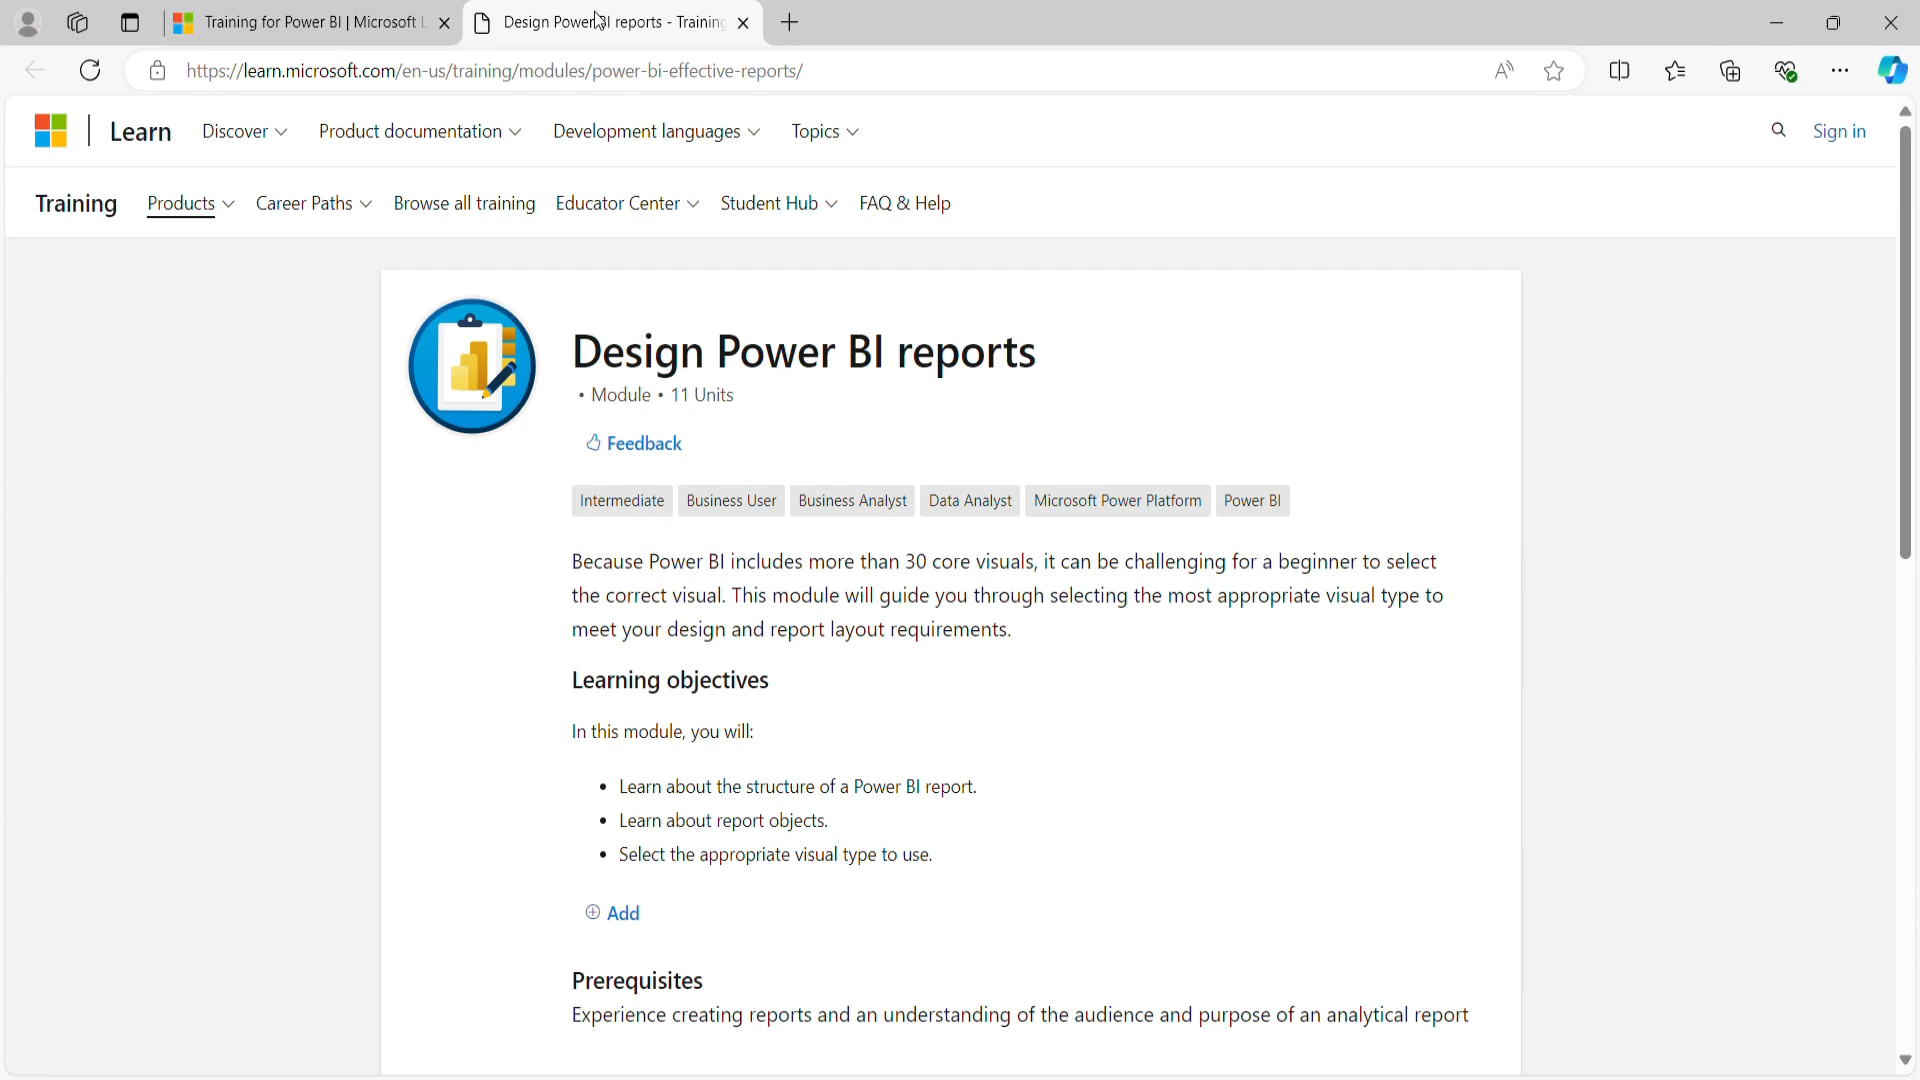 Training for Power BI | Microsoft L
Design Power BI reports - Training
https://learn.microsoft.com/en-us/training/modules/power-bi-effective-reports/
Learn
Discover
Product documentation
Development languages
Topics
Sign in
Training
Products
Career Paths
Browse all training
Educator Center
Student Hub
FAQ & Help
Design Power BI reports
• Module • 11 Units
Feedback
Intermediate
Business User
Business Analyst
Data Analyst
Microsoft Power Platform
Power BI
Because Power BI includes more than 30 core visuals, it can be challenging for a beginner to select
the correct visual. This module will guide you through selecting the most appropriate visual type to
meet your design and report layout requirements.
Learning objectives
In this module, you will:
• Learn about the structure of a Power BI report.
• Learn about report objects.
• Select the appropriate visual type to use.
Add
Prerequisites
Experience creating reports and an understanding of the audience and purpose of an analytical report